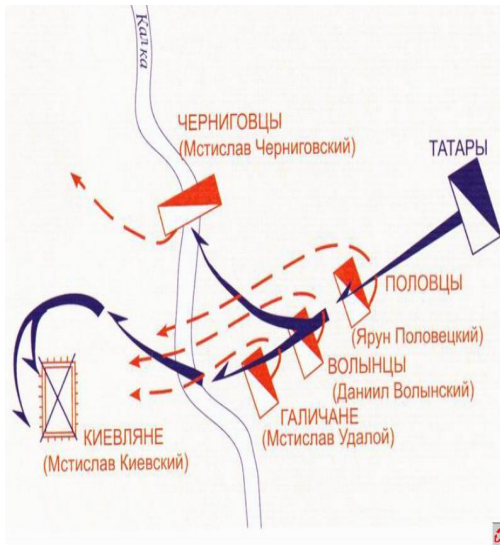 Калка
ЧЕРНИГОВЦЫ
(Мстислав Черниговский)
ТАТАРЫ
ПОЛОВЦЫ
(Ярун Половецкий)
ВОЛЫНЦЫ
(Даниил Волынский)
ГАЛИЧАНЕ
(Мстислав Удалой)
КИЕВЛЯНЕ
(Мстислав Киевский)